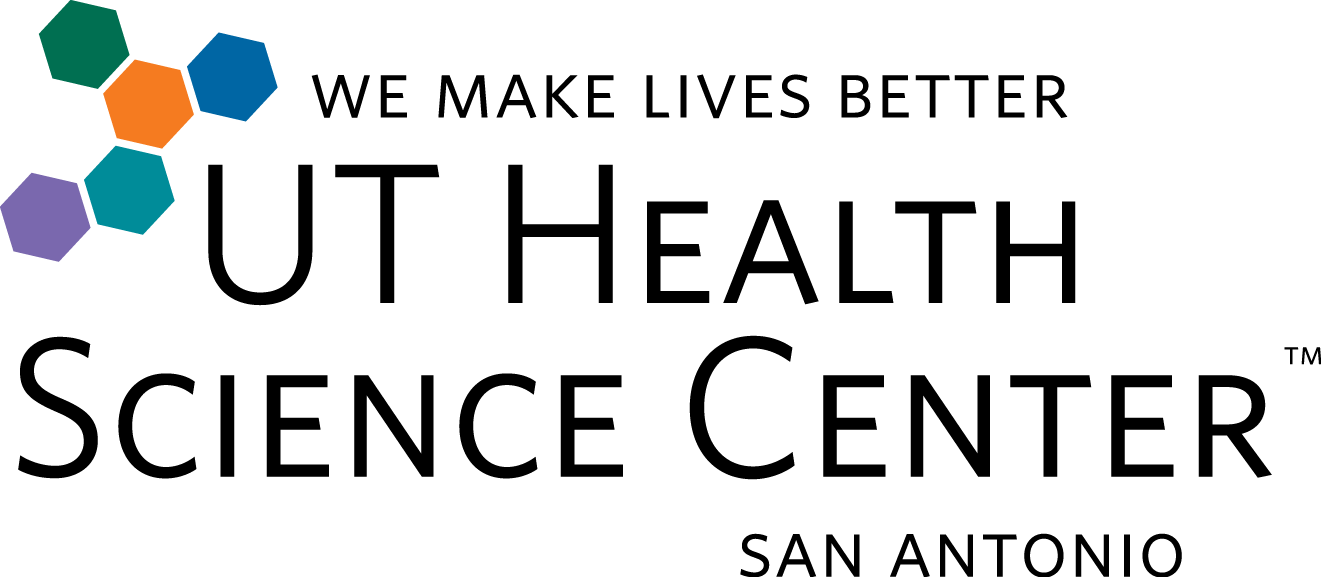 WE MAKE LIVES BETTER
UT HEALTH
SCIENCE CENTER™
SAN ANTONIO